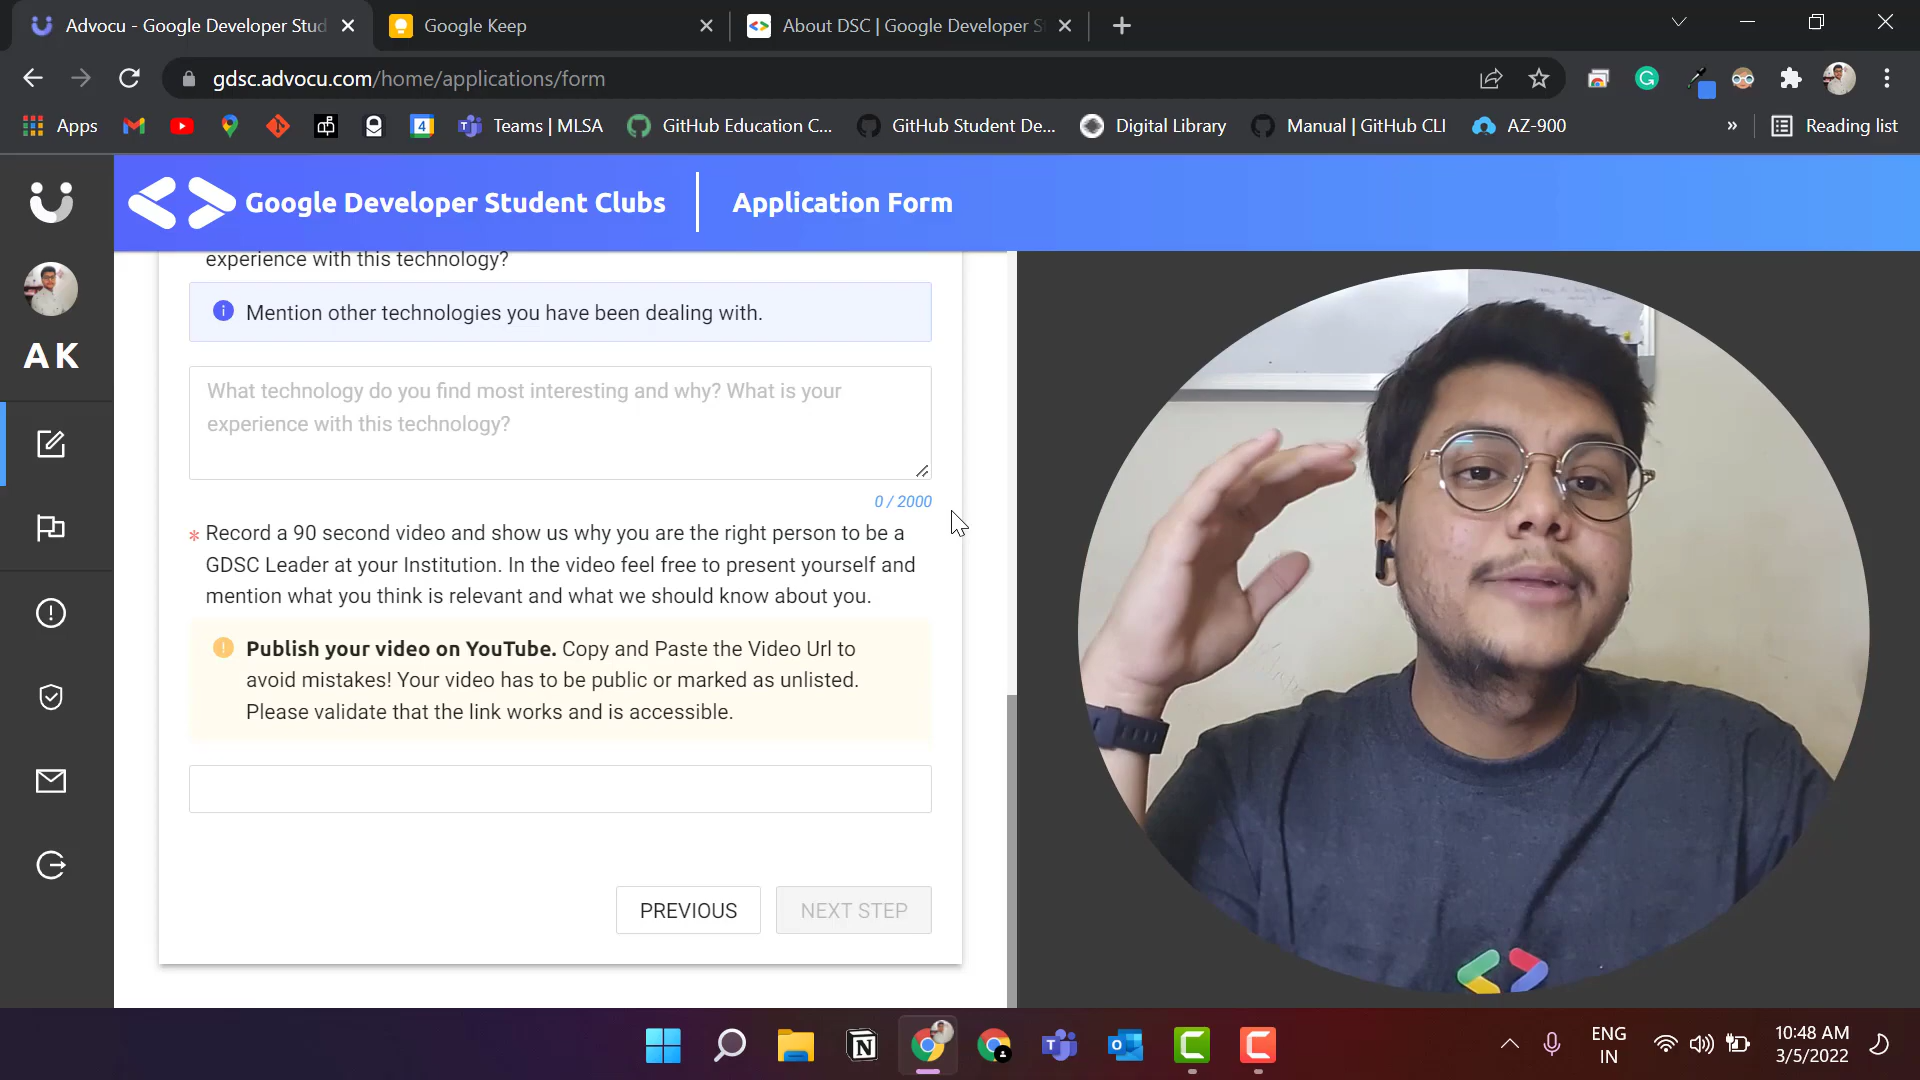 Advocu - Google Developer Stud
Google Keep
About DSC | Google Developer S
gdsc.advocu.com/home/applications/form
Apps
4
Teams | MLSA
GitHub Education C...
GitHub Student De...
Digital Library
Manual | GitHub CLI
AZ-900
»
Reading list
Google Developer Student Clubs
Application Form
AK
experience with this technology?
Mention other technologies you have been dealing with.
What technology do you find most interesting and why? What is your
experience with this technology?
0 / 2000
* Record a 90 second video and show us why you are the right person to be a
GDSC Leader at your Institution. In the video feel free to present yourself and
mention what you think is relevant and what we should know about you.
Publish your video on YouTube. Copy and Paste the Video Url to
avoid mistakes! Your video has to be public or marked as unlisted.
Please validate that the link works and is accessible.
PREVIOUS
NEXT STEP
ENG
IN
10:48 AM
3/5/2022